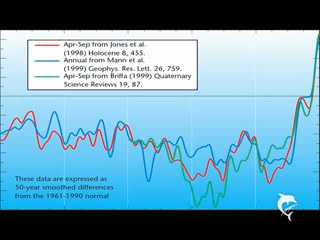 Apr-Sep from Jones et al.
(1998) Holocene 8, 455.
Annual from Mann et al.
(1999) Geophys. Res. Lett. 26, 759.
Apr-Sep from Briffa (1999) Quaternary
Science Reviews 19, 87.
These data are expressed as
50-year smoothed differences
from the 1961-1990 normal